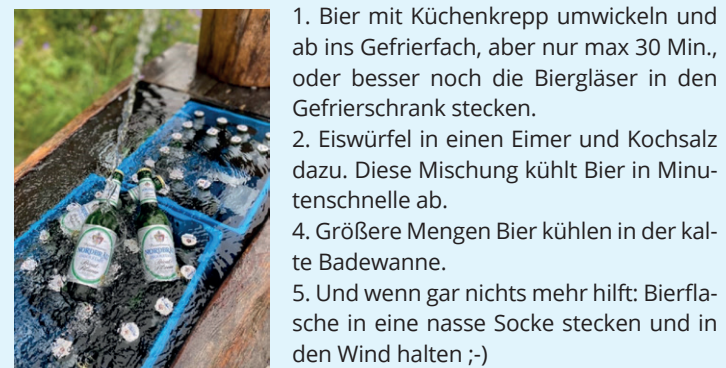 1. Bier mit Küchenkrepp umwickeln und
ab ins Gefrierfach, aber nur max 30 Min.,
oder besser noch die Biergläser in den
Gefrierschrank stecken.
2. Eiswürfel in einen Eimer und Kochsalz
dazu. Diese Mischung kühlt Bier in Minu-
tenschnelle ab.
4. Größere Mengen Bier kühlen in der kal-
te Badewanne.
5. Und wenn gar nichts mehr hilft: Bierfla-
sche in eine nasse Socke stecken und in
den Wind halten ;-)